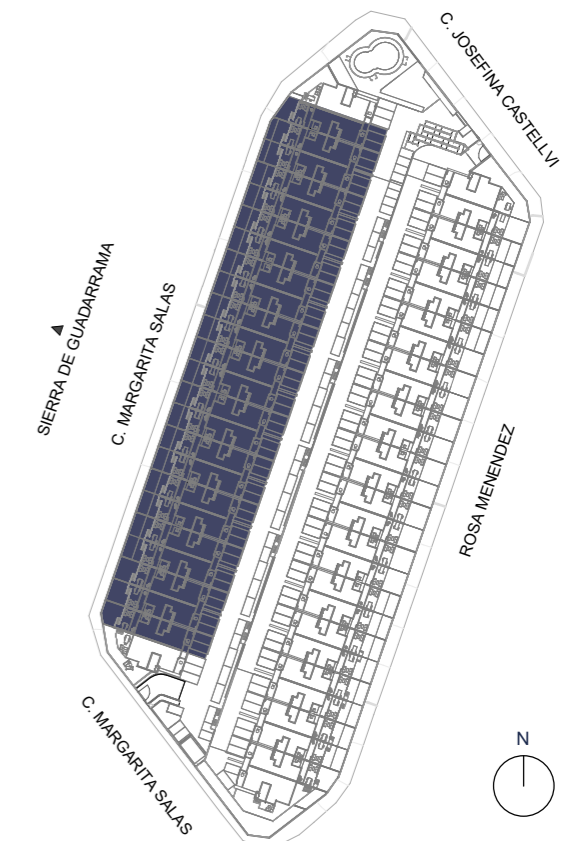 C. JOSEFINA CASTELLVI
SIERRA DE GUADARRAMA
C. MARGARITA SALAS
ROSA MENENDEZ
C. MARGARITA SALAS
N